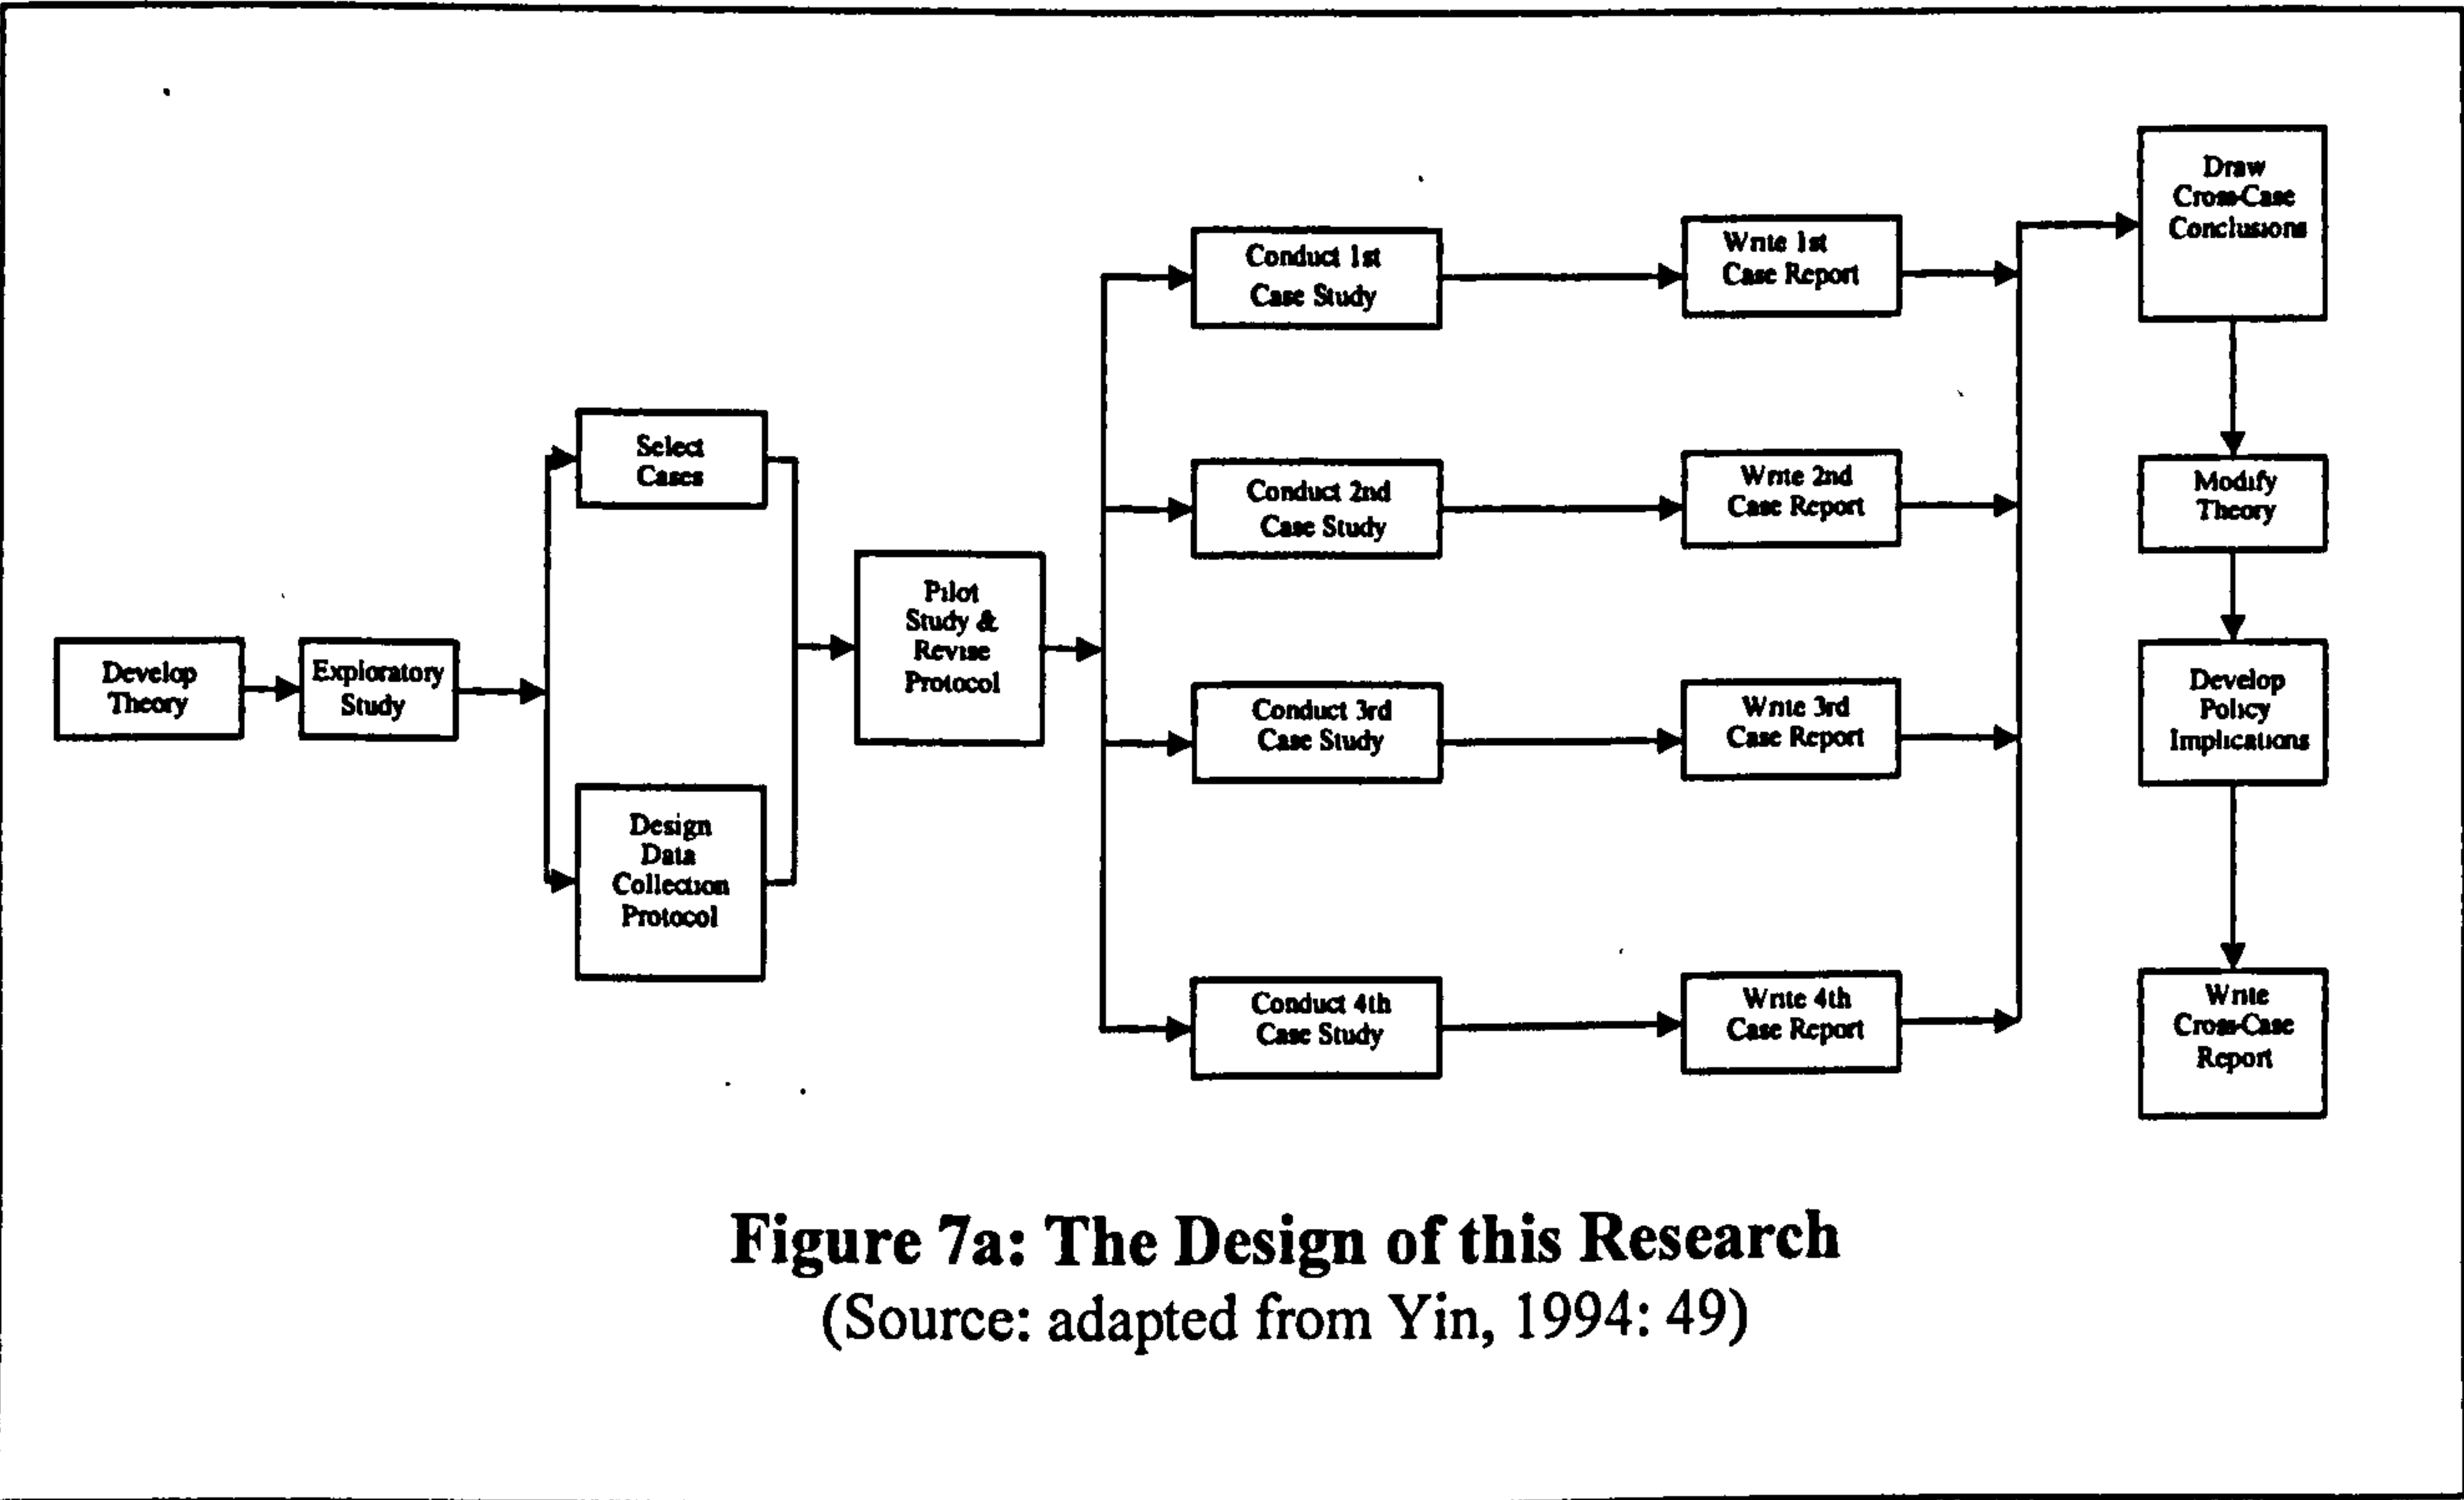 Develop
Theory
Exploratory
Study
Select
Cases
Design
Data
Collection
Protocol
Pilot
Study &
Revise
Protocol
Conduct 1st
Case Study
Conduct 2nd
Case Study
Conduct 3rd
Case Study
Conduct 4th
Case Study
Write 1st
Case Report
Write 2nd
Case Report
Write 3rd
Case Report
Write 4th
Case Report
Draw
Cross-Case
Conclusions
Modify
Theory
Develop
Policy
Implications
Write
Cross-Case
Report
Figure 7a: The Design of this Research
(Source: adapted from Yin, 1994: 49)